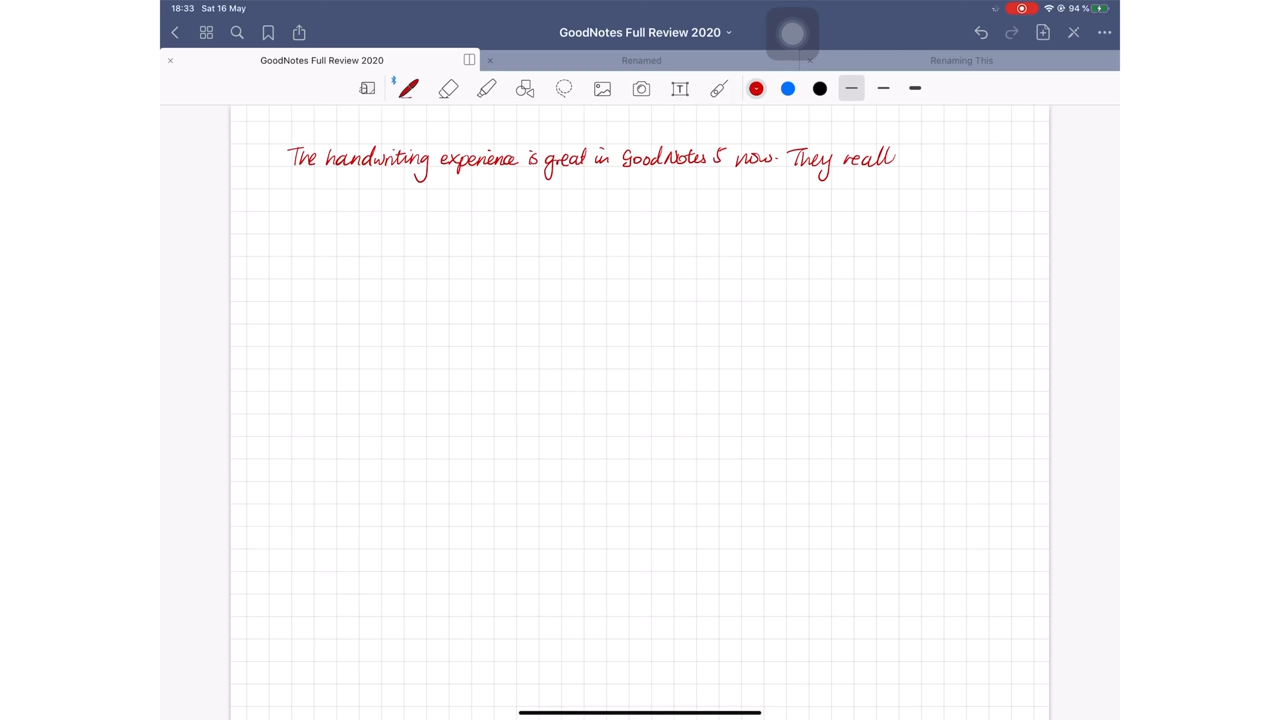 18:33 Sat 16 May 94 %
GoodNotes Full Review 2020
GoodNotes Full Review 2020 Renamed Renaming This
T
The handwriting experience is great in GoodNotes 5 now. They reall